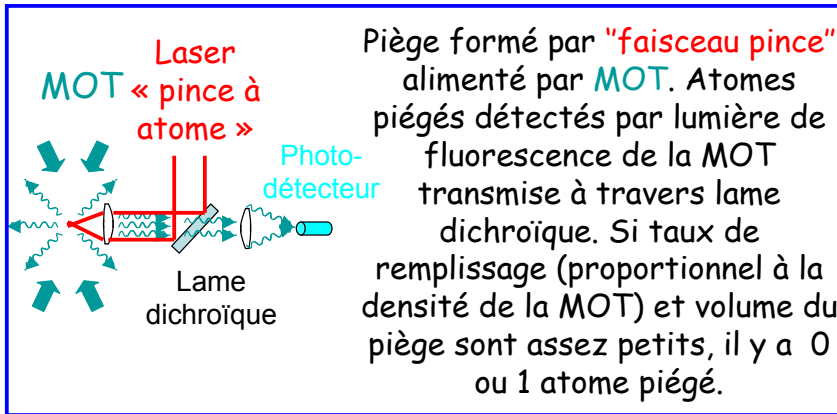 Laser
MOT « pince à
atome »
Photo-
détecteur
Lame
dichroïque
Piège formé par ‘‘faisceau pince’’
alimenté par MOT. Atomes
piégés détectés par lumière de
fluorescence de la MOT
transmise à travers lame
dichroïque. Si taux de
remplissage (proportionnel à la
densité de la MOT) et volume du
piège sont assez petits, il y a 0
ou 1 atome piégé.